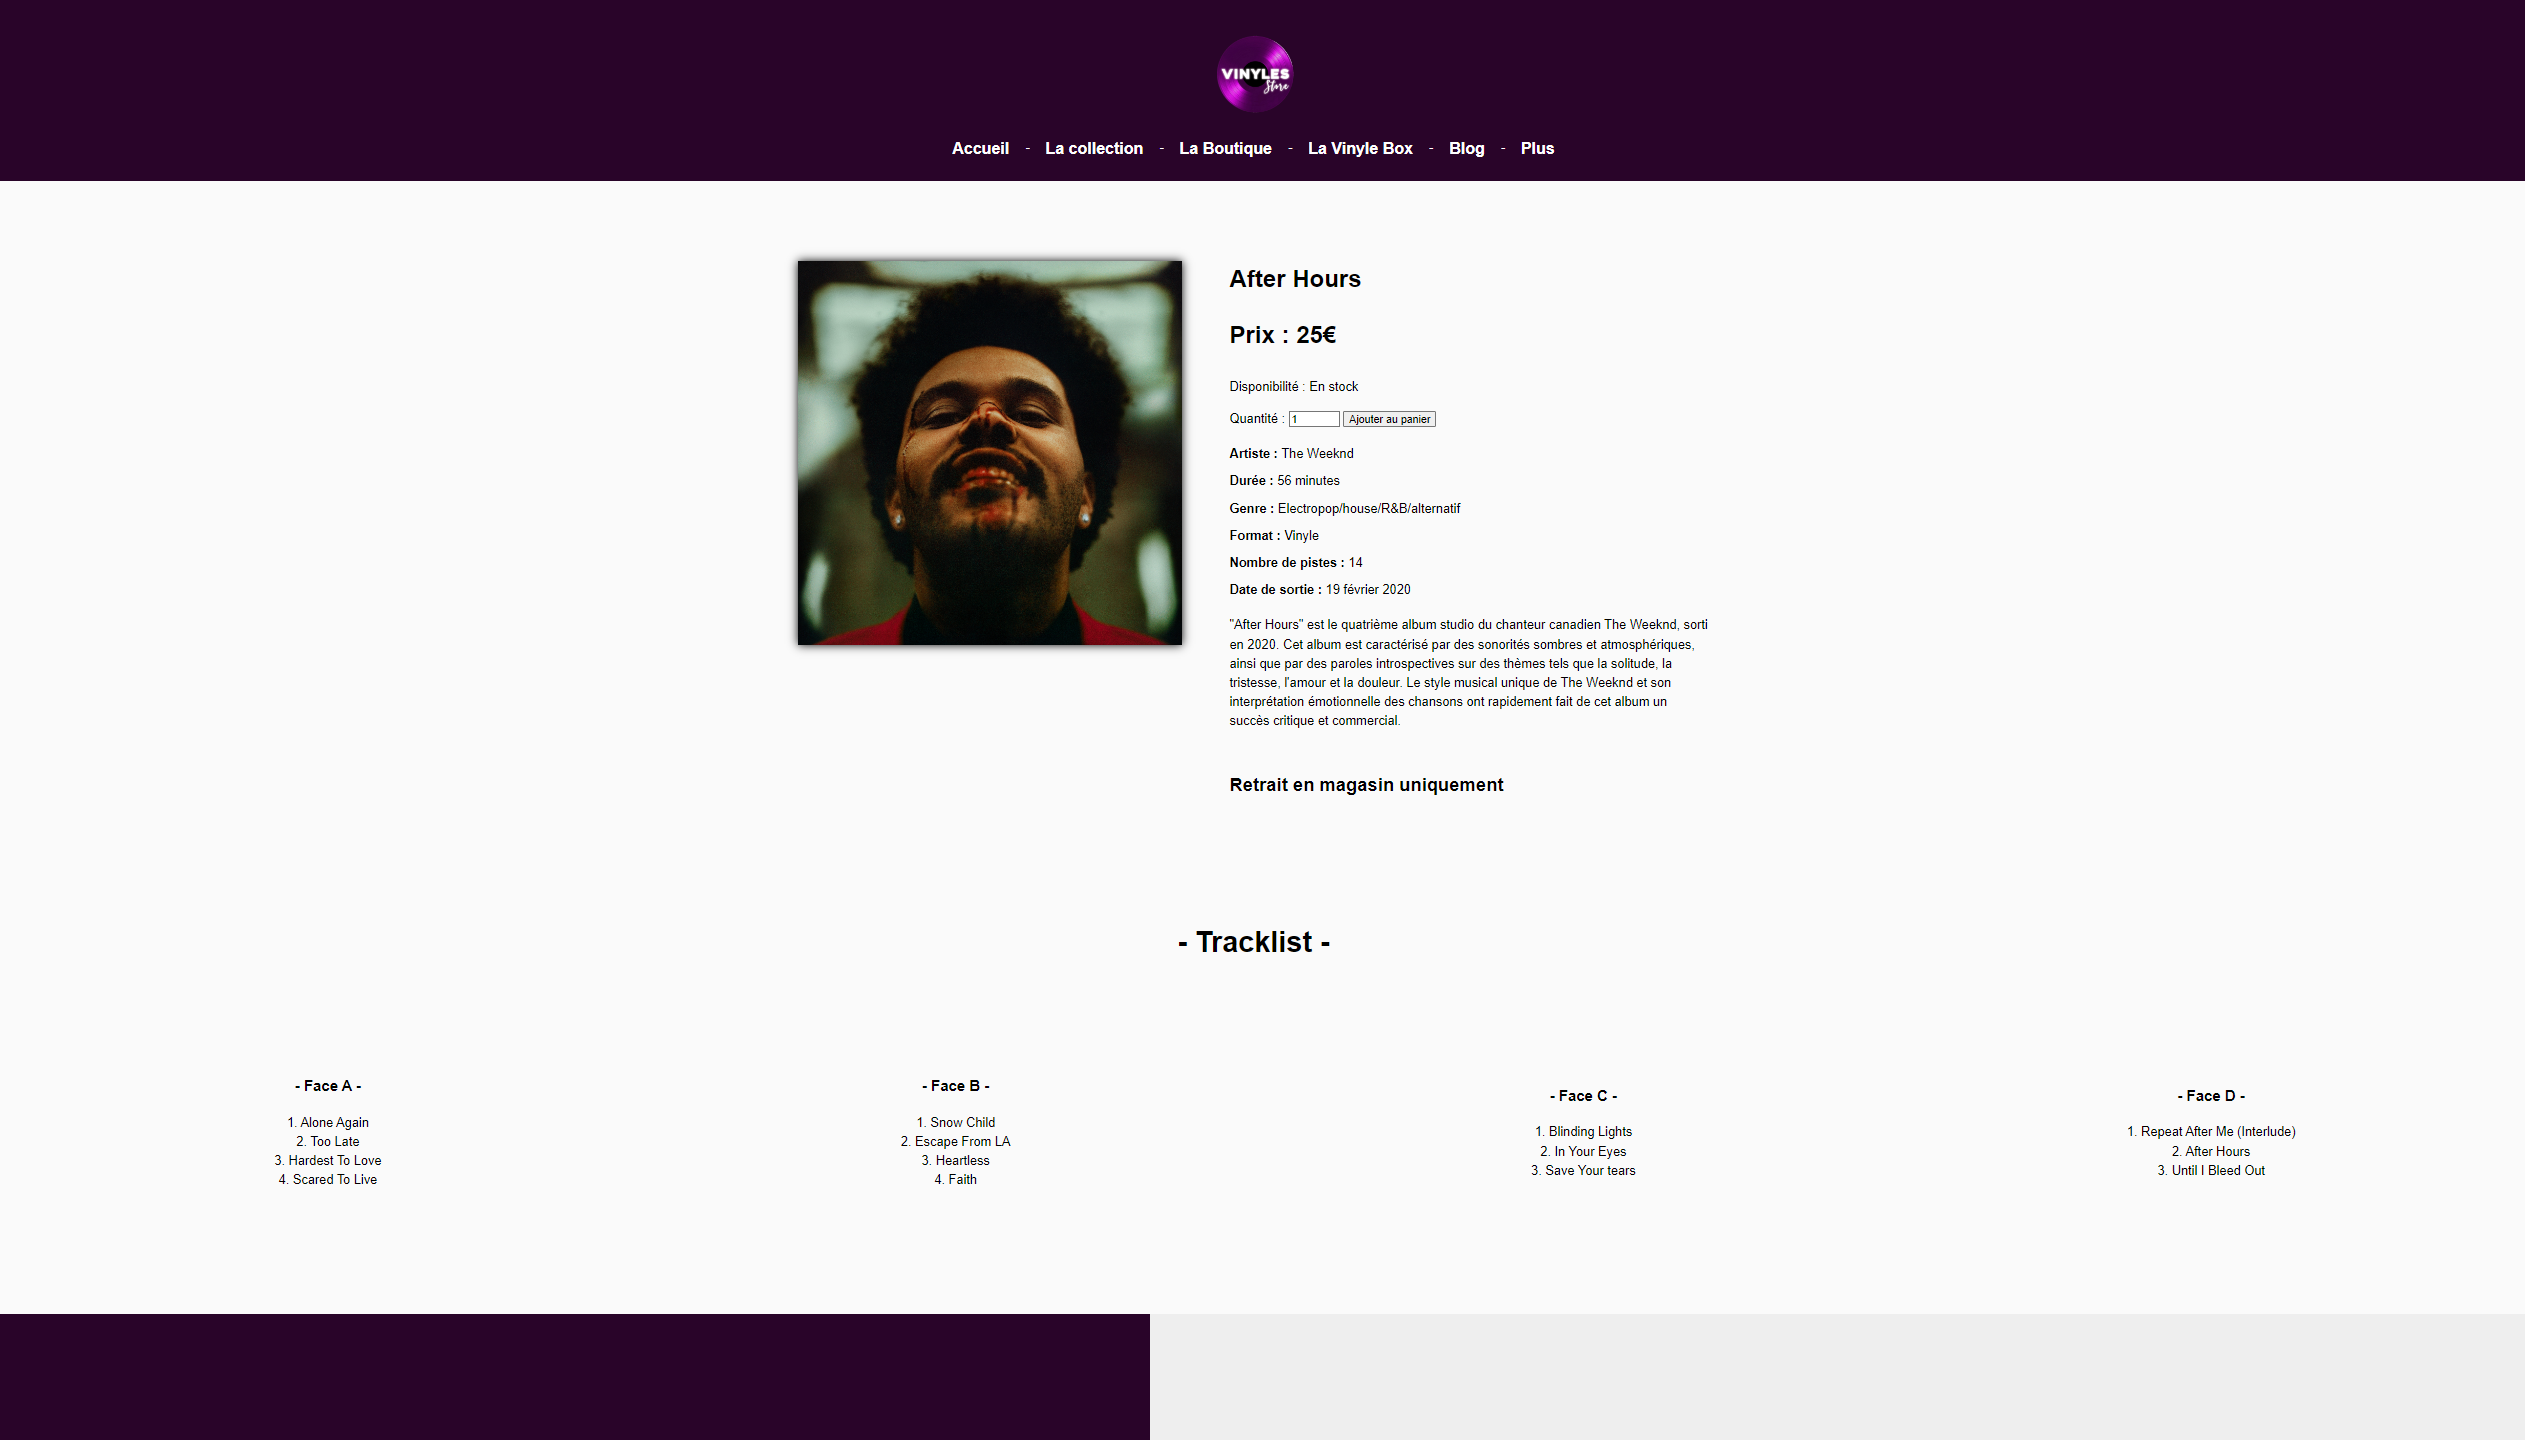 VINYLES
Store
Accueil - La collection - La Boutique - La Vinyle Box - Blog - Plus
After Hours
Prix : 25€
Disponibilité : En stock
Quantité : 1 Ajouter au panier
Artiste : The Weeknd
Durée : 56 minutes
Genre : Electropop/house/R&B/alternatif
Format : Vinyle
Nombre de pistes : 14
Date de sortie : 19 février 2020
"After Hours" est le quatrième album studio du chanteur canadien The Weeknd, sorti
en 2020. Cet album est caractérisé par des sonorités sombres et atmosphériques,
ainsi que par des paroles introspectives sur des thèmes tels que la solitude, la
tristesse, l'amour et la douleur. Le style musical unique de The Weeknd et son
interprétation émotionnelle des chansons ont rapidement fait de cet album un
succès critique et commercial.
Retrait en magasin uniquement
- Tracklist -
- Face A -
1. Alone Again
2. Too Late
3. Hardest To Love
4. Scared To Live
- Face B -
1. Snow Child
2. Escape From LA
3. Heartless
4. Faith
- Face C -
1. Blinding Lights
2. In Your Eyes
3. Save Your tears
- Face D -
1. Repeat After Me (Interlude)
2. After Hours
3. Until I Bleed Out